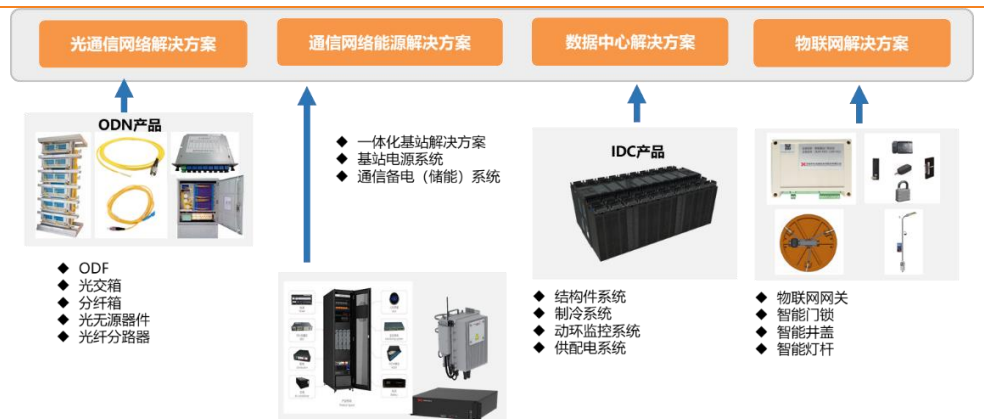 光通信网络解决方案
通信网络能源解决方案
数据中心解决方案
物联网解决方案
ODN产品
◆ ODF
◆ 光交箱
◆ 分纤箱
◆ 光无源器件
◆ 光纤分路器
◆ 一体化基站解决方案
◆ 基站电源系统
◆ 通信备电（储能）系统
IDC产品
◆ 结构件系统
◆ 制冷系统
◆ 动环监控系统
◆ 供配电系统
◆ 物联网网关
◆ 智能门锁
◆ 智能井盖
◆ 智能灯杆